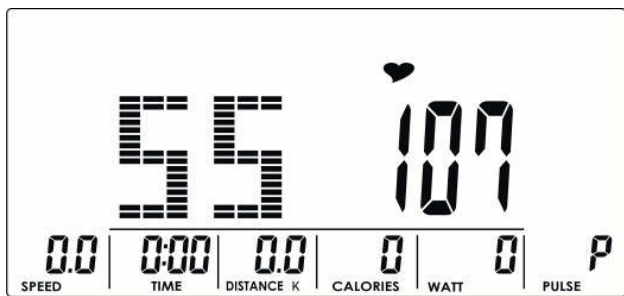 55 107
0.0 0:00 0.0 0 0 P
SPEED TIME DISTANCE K CALORIES WATT PULSE